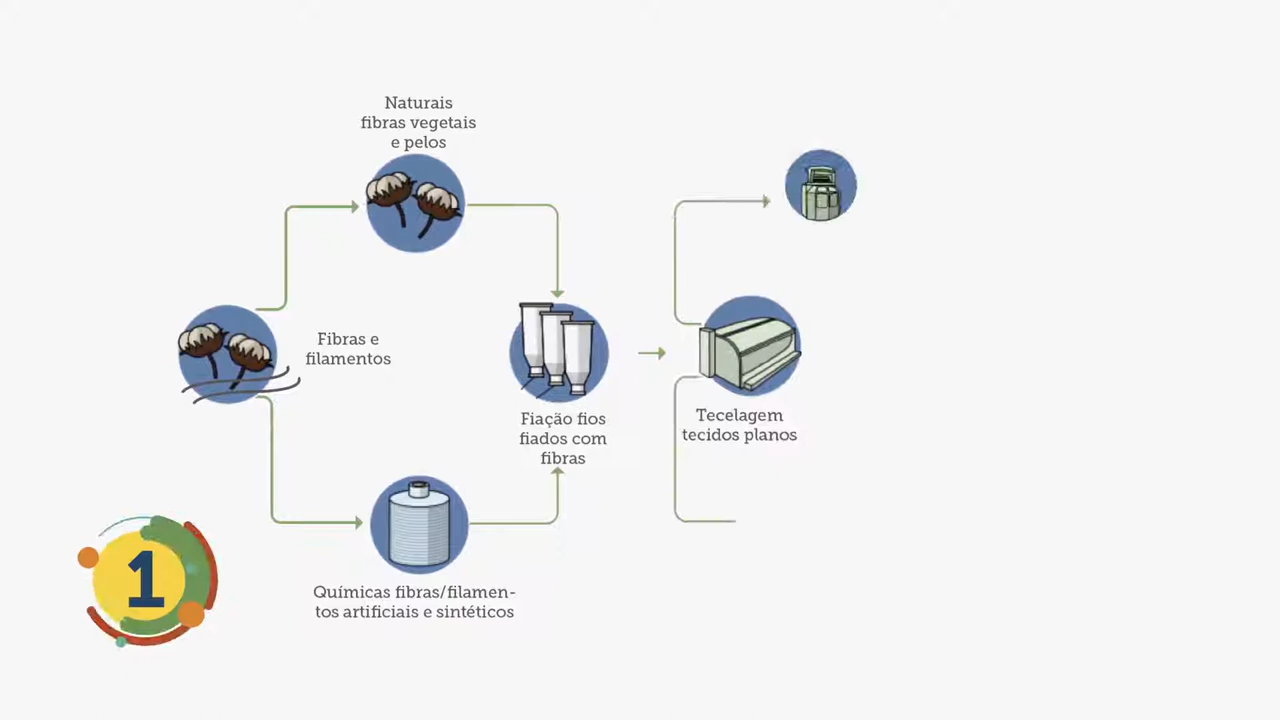 Naturais
fibras vegetais
e pelos
Fibras e
filamentos
Fiação fios
fiados com
fibras
Tecelagem
tecidos planos
Químicas fibras/filamen-
tos artificiais e sintéticos
1